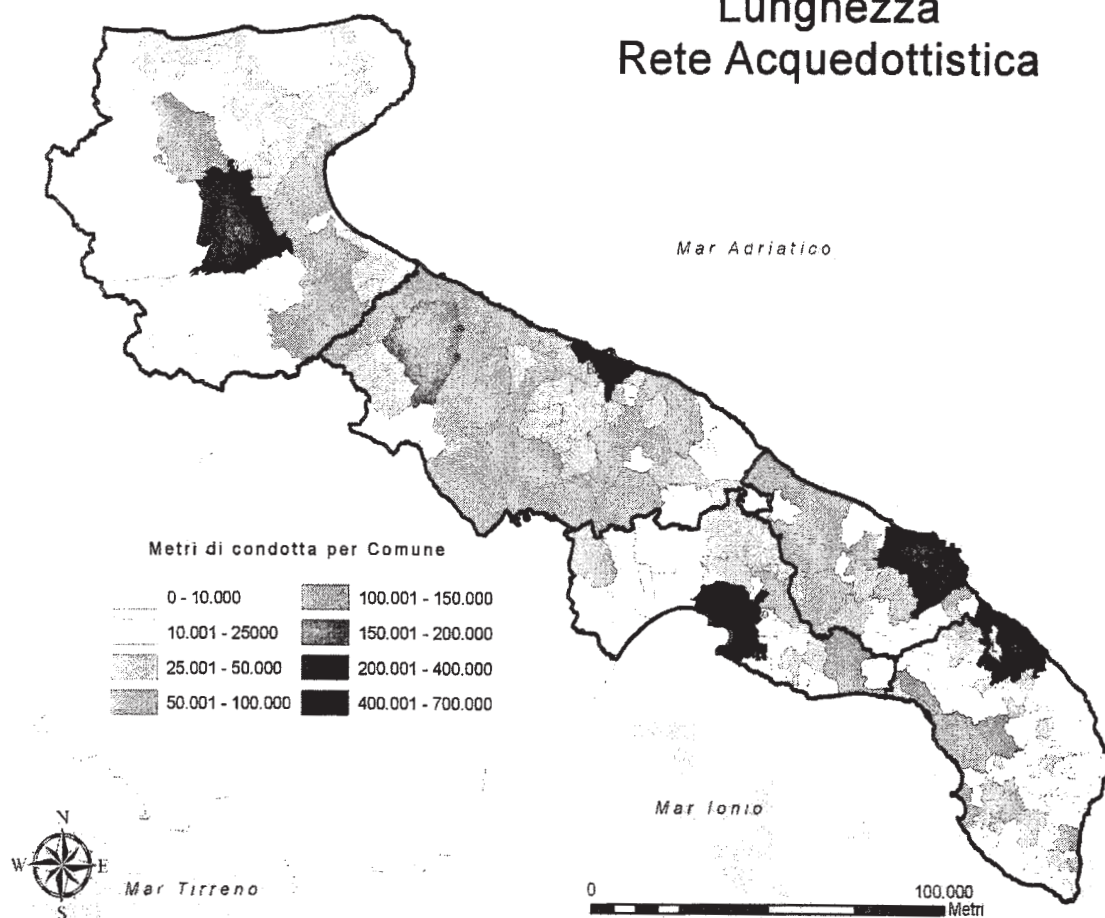 Lunghezza
Rete Acquedottistica
Mar Adriatico
Metri di condotta per Comune
0 - 10.000
10.001 - 25000
25.001 - 50.000
50.001 - 100.000
100.001 - 150.000
150.001 - 200.000
200.001 - 400.000
400.001 - 700.000
Mar Ionio
N
W E
S
Mar Tirreno
0 100.000
Metri